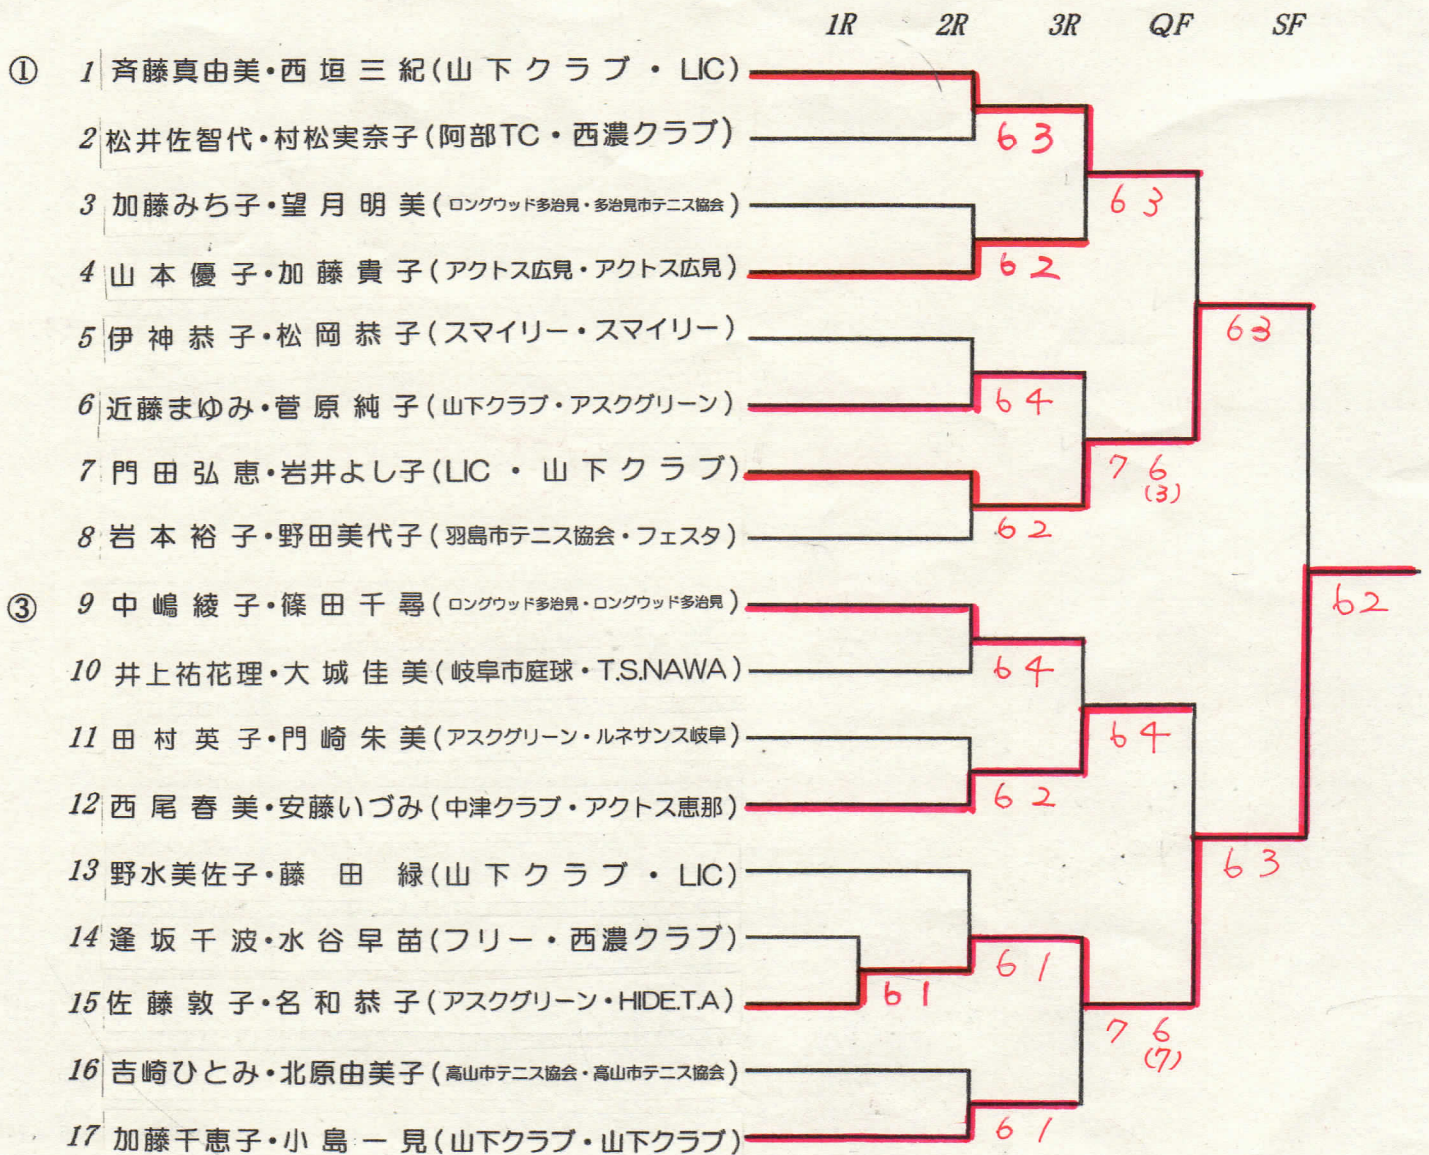 1R 2R 3R QF SF
① 1 斉藤真由美・西垣三紀(山下クラブ・LIC)
2 松井佐智代・村松実奈子(阿部TC・西濃クラブ)
63
3 加藤みち子・望月明美(ロングウッド多治見・多治見市テニス協会)
63
4 山本優子・加藤貴子(アクトス広見・アクトス広見)
62
5 伊神恭子・松岡恭子(スマイリー・スマイリー)
63
6 近藤まゆみ・菅原純子(山下クラブ・アスクグリーン)
64
7 門田弘恵・岩井よし子(LIC・山下クラブ)
76
(3)
8 岩本裕子・野田美代子(羽島市テニス協会・フェスタ)
62
③ 9 中嶋綾子・篠田千尋(ロングウッド多治見・ロングウッド多治見)
62
10 井上祐花理・大城佳美(岐阜市庭球・T.S.NAWA)
64
11 田村英子・門崎朱美(アスクグリーン・ルネサンス岐阜)
64
12 西尾春美・安藤いづみ(中津クラブ・アクトス恵那)
62
13 野水美佐子・藤田緑(山下クラブ・LIC)
63
14 逢坂千波・水谷早苗(フリー・西濃クラブ)
61
15 佐藤敦子・名和恭子(アスクグリーン・HIDE.T.A)
61
76
(7)
16 吉崎ひとみ・北原由美子(高山市テニス協会・高山市テニス協会)
17 加藤千恵子・小島一見(山下クラブ・山下クラブ)
61